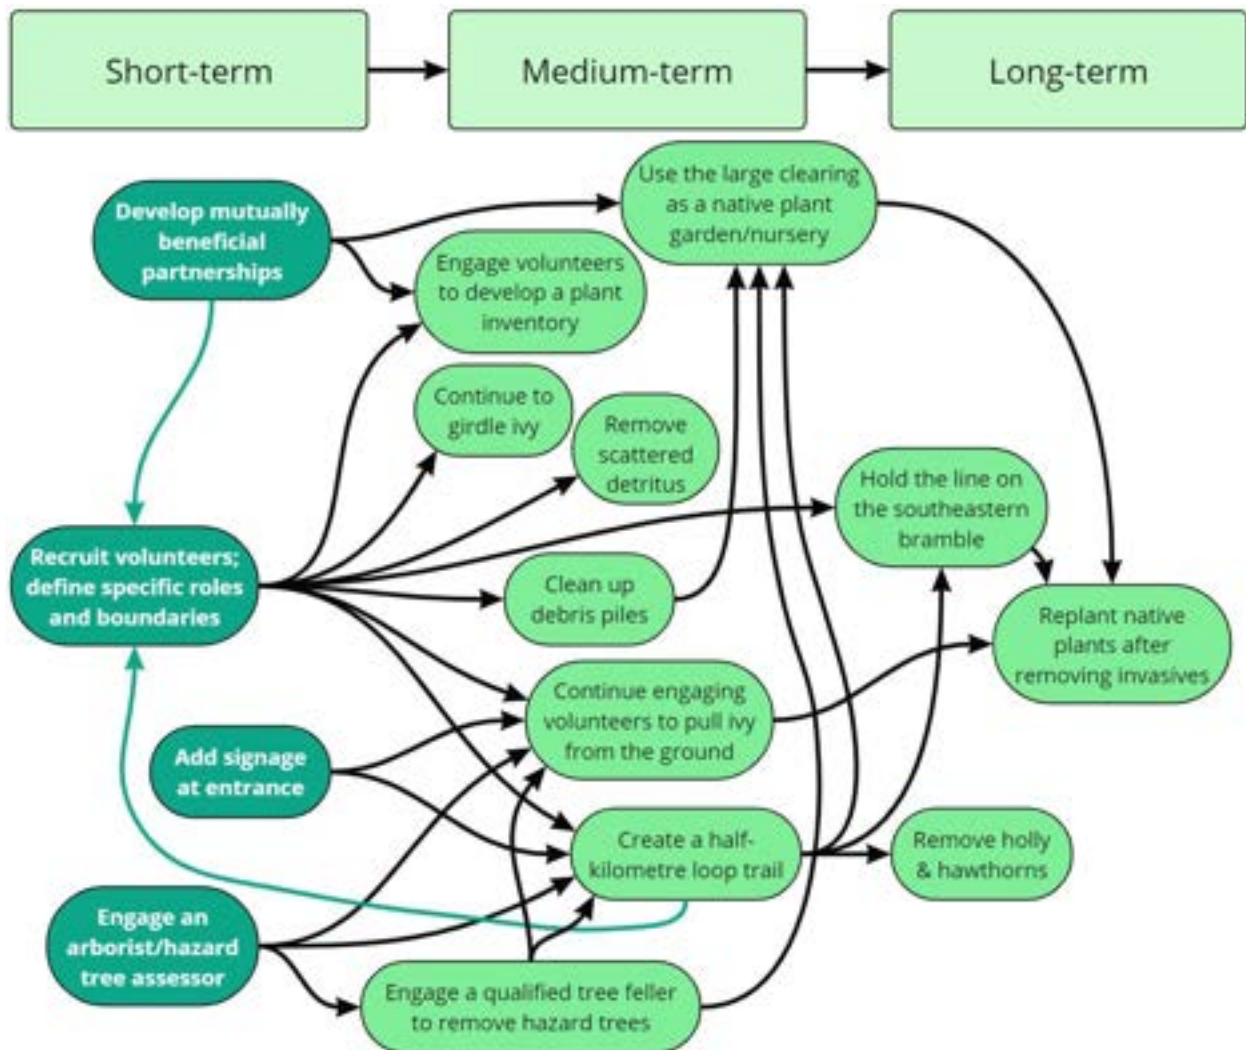 Short-term
Medium-term
Long-term
Develop mutually
beneficial
partnerships
Use the large clearing
as a native plant
garden/nursery
Engage volunteers
to develop a plant
inventory
Continue to
girdle ivy
Remove
scattered
detritus
Hold the line on
the southeastern
bramble
Recruit volunteers;
define specific roles
and boundaries
Clean up
debris piles
Replant native
plants after
removing invasives
Continue engaging
volunteers to pull ivy
from the ground
Add signage
at entrance
Create a half-
kilometre loop trail
Remove holly
& hawthorns
Engage an
arborist/hazard
tree assessor
Engage a qualified tree feller
to remove hazard trees